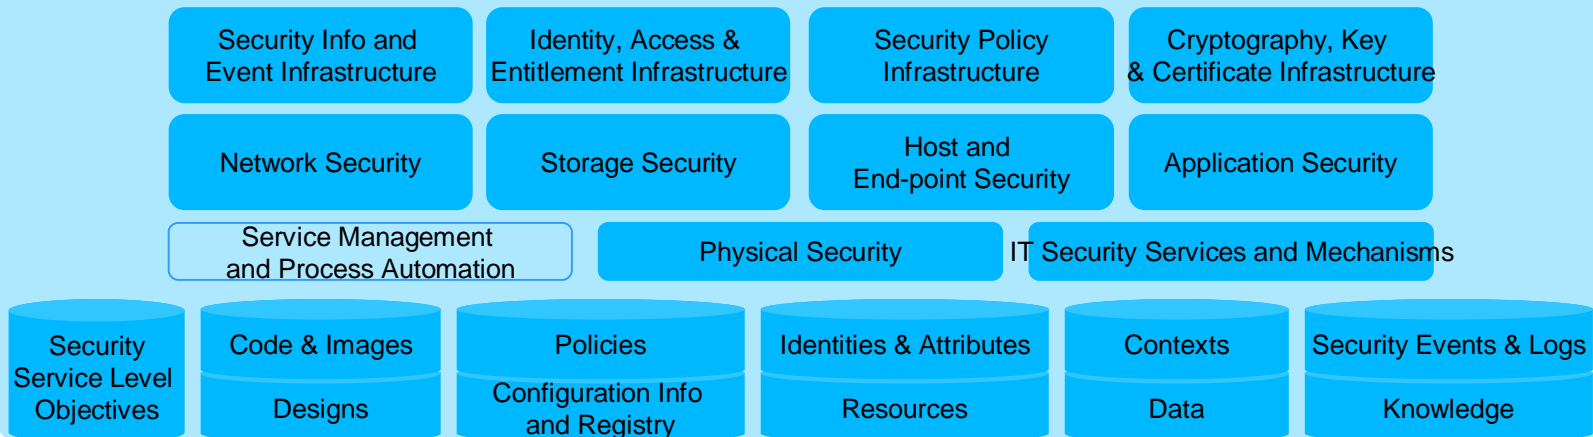 Security Info and
Event Infrastructure
Identity, Access &
Entitlement Infrastructure
Security Policy
Infrastructure
Cryptography, Key
& Certificate Infrastructure
Network Security
Storage Security
Host and
End-point Security
Application Security
Service Management
and Process Automation
Physical Security
IT Security Services and Mechanisms
Security
Service Level
Objectives
Code & Images
Designs
Policies
Configuration Info
and Registry
Identities & Attributes
Resources
Contexts
Data
Security Events & Logs
Knowledge